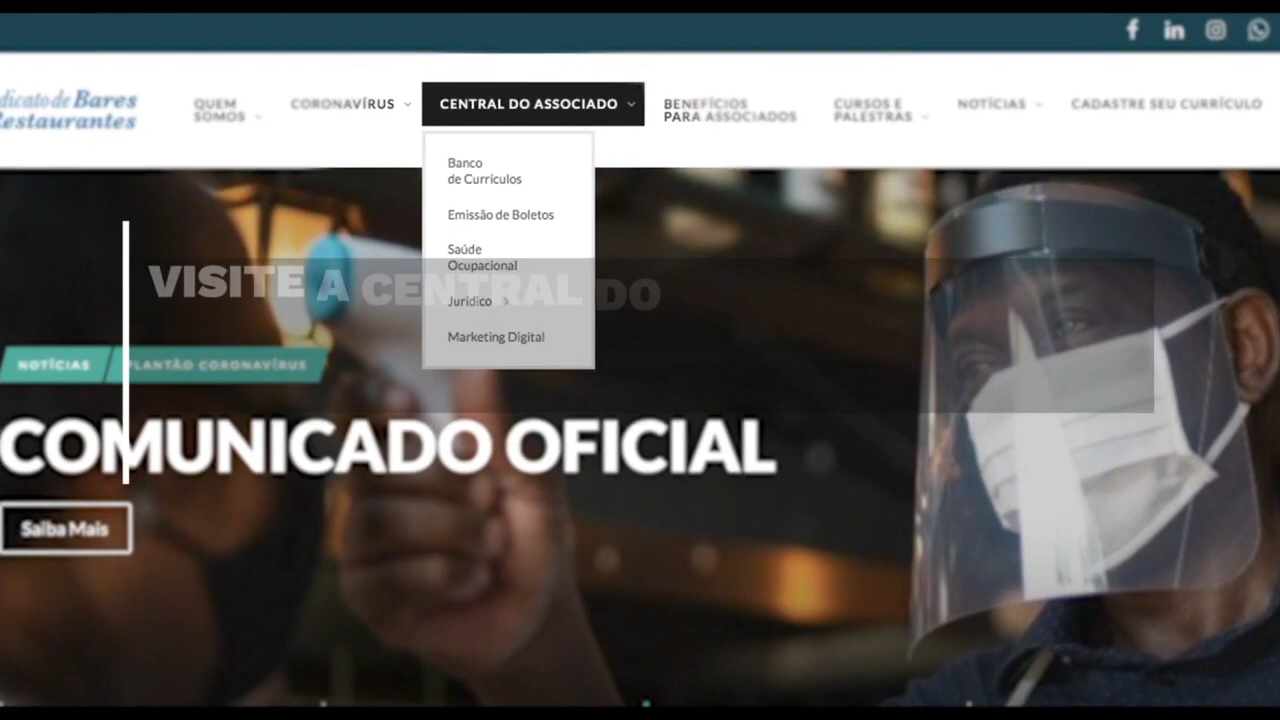 dicato de Bares
Restaurantes
QUEM
SOMOS
CORONAVÍRUS
CENTRAL DO ASSOCIADO
BENEFÍCIOS
PARA ASSOCIADOS
CURSOS E
PALESTRAS
NOTÍCIAS
CADASTRE SEU CURRÍCULO
Banco
de Currículos
Emissão de Boletos
Saúde
Ocupacional
Jurídico
Marketing Digital
VISITE A CENTRAL DO
NOTÍCIAS
PLANTÃO CORONAVÍRUS
COMUNICADO OFICIAL
Saiba Mais